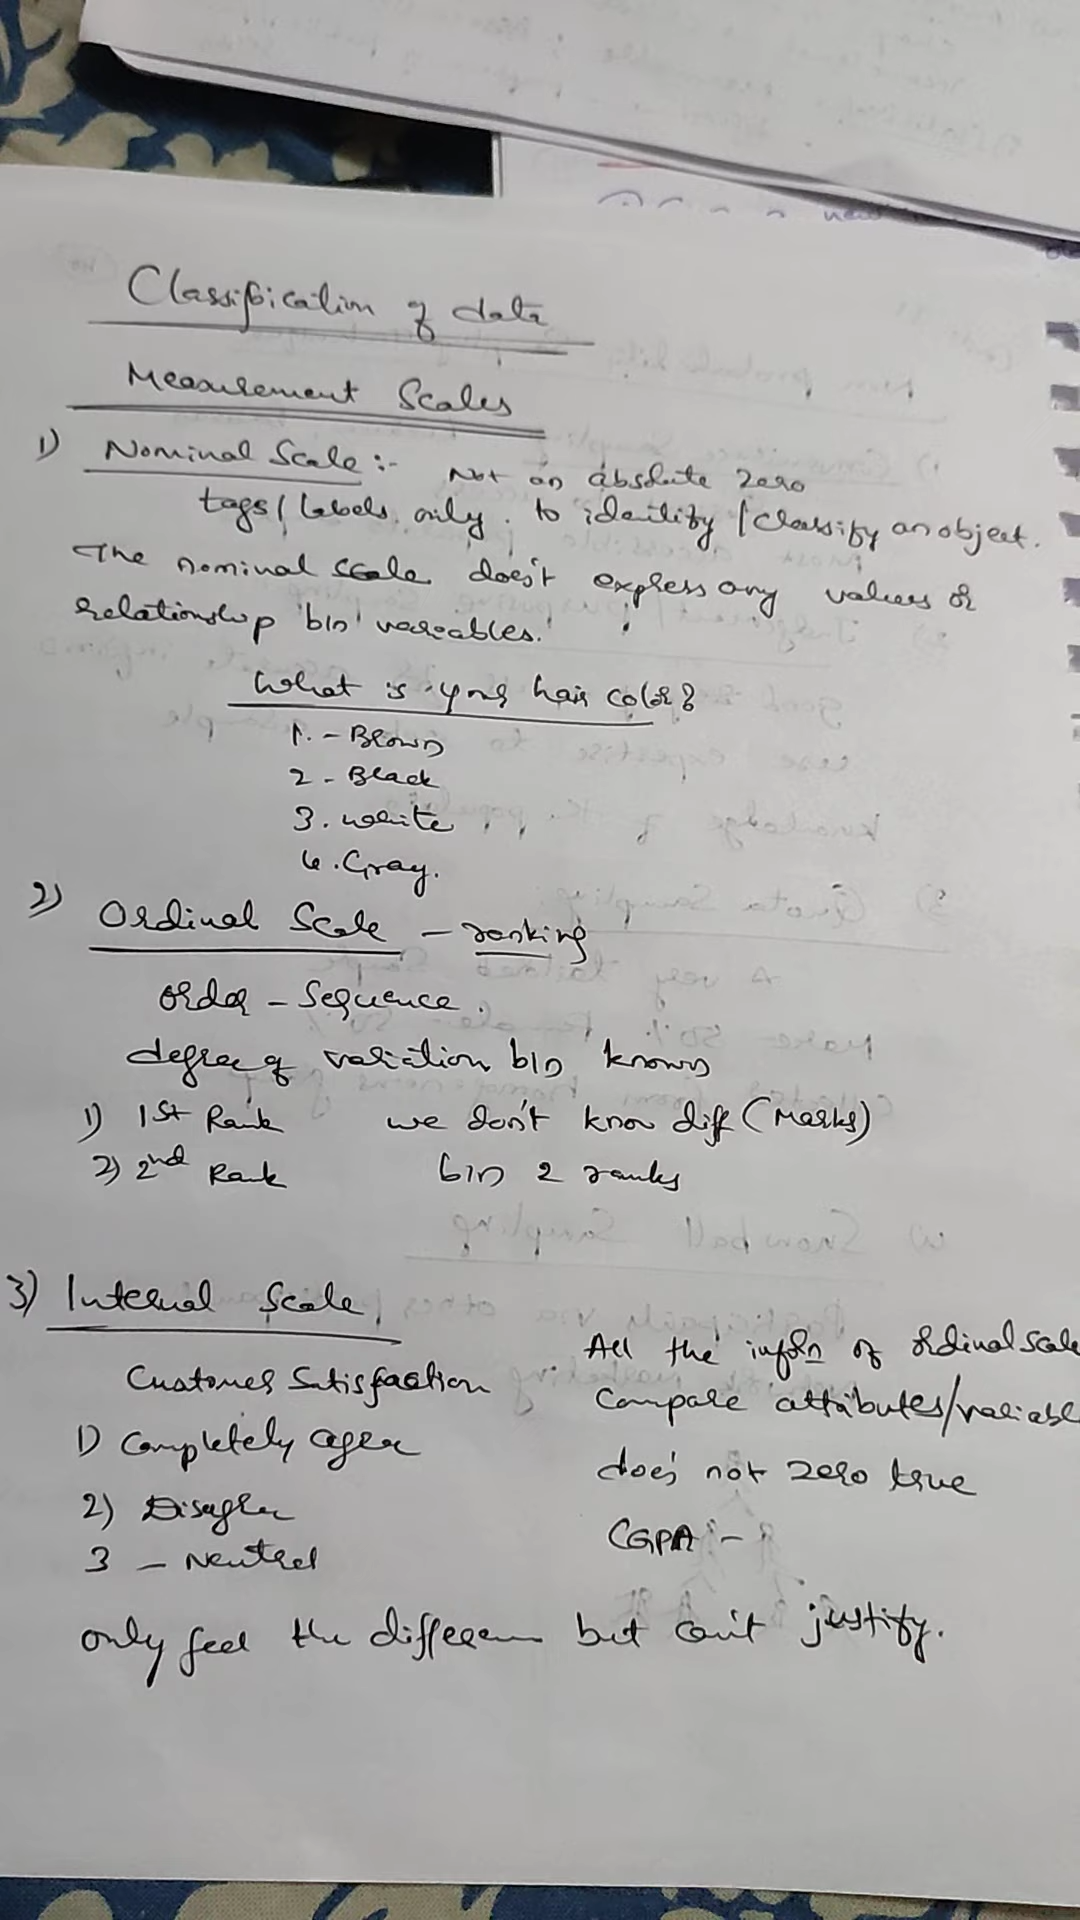 Classification of data
Measurement Scales
1) Nominal Scale :- Not an absolute zero
tags/labels only. to identify / classify an object.
The nominal scale does't express any values or
relationship b/n variables.
What is your hair color?
1. - Brown
2 - Black
3. white
4. Gray.
2) Ordinal Scale - ranking
order - Sequence.
degree of variation b/n known
1) 1st Rank we don't know diff (Marks)
2) 2nd Rank b/n 2 ranks
3) Interval Scale
All the inforn of ordinal scale
Customer Satisfaction
compare attributes/variabl
1) Completely agree
does not zero true
2) Disagree
CGPA :-
3 - Neutral
only feel the difference but can't justify.